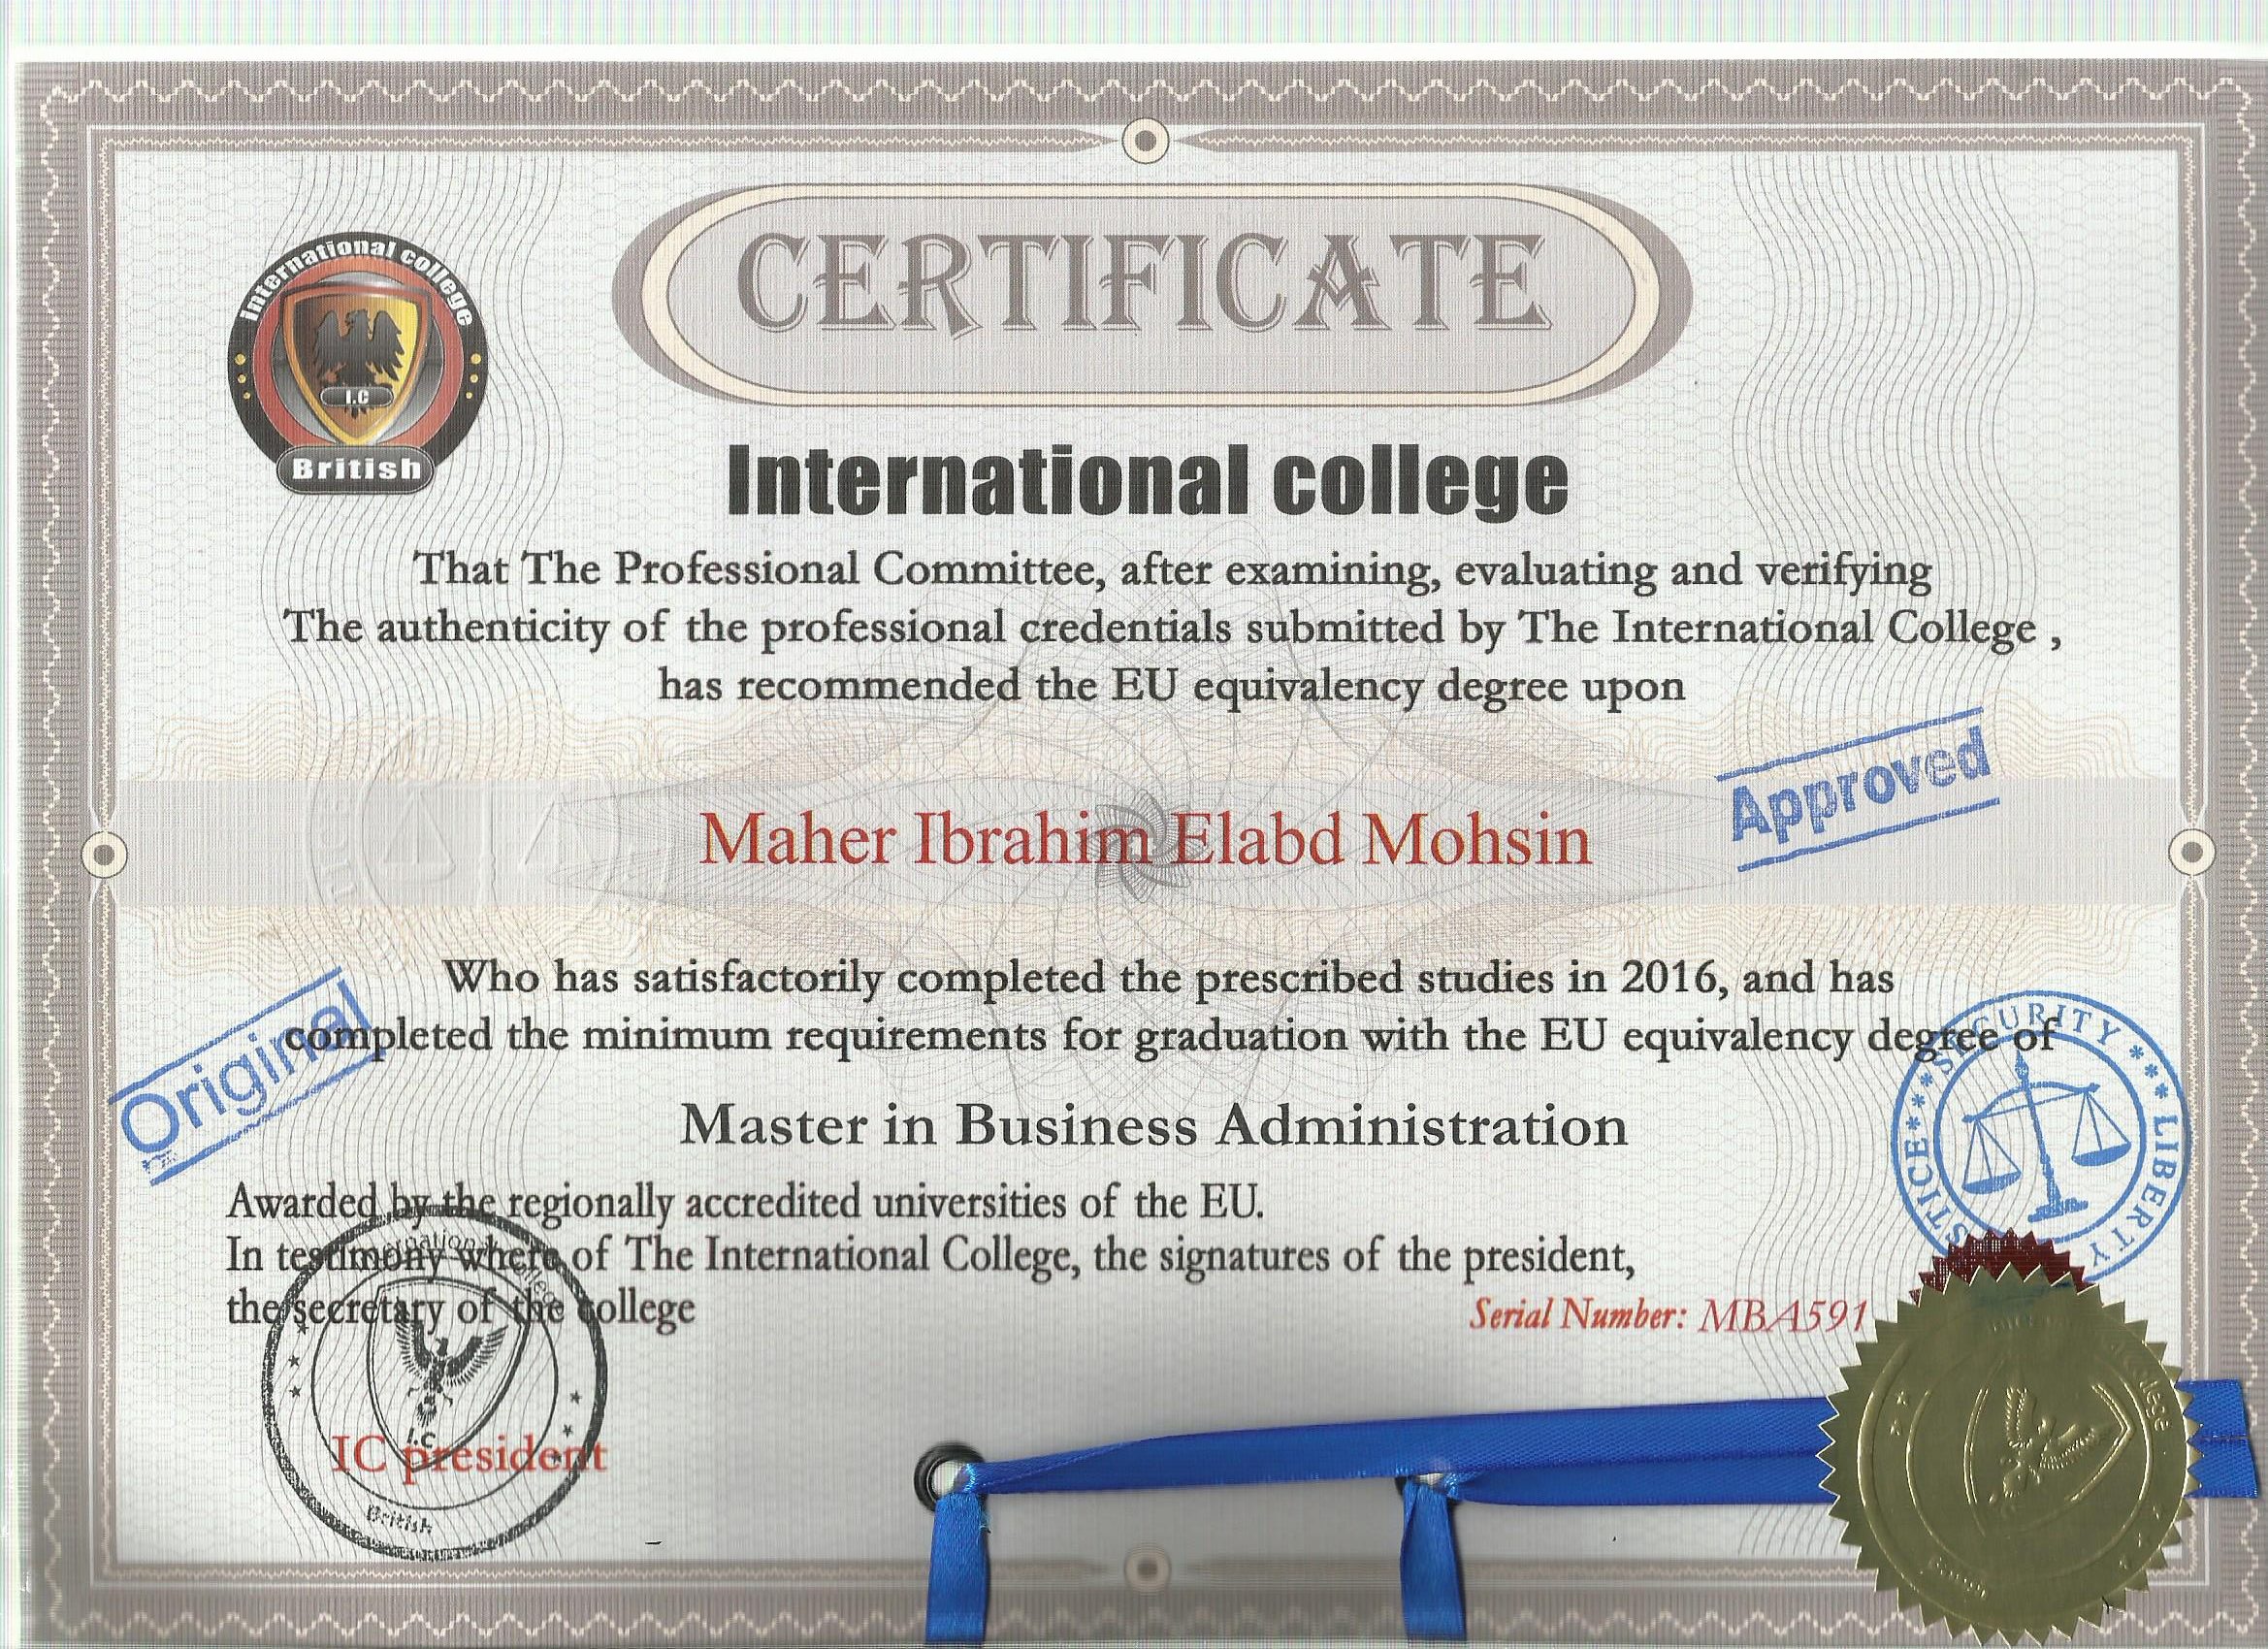 CERTIFICATE
international college
I.C
British
International college
That The Professional Committee, after examining, evaluating and verifying
The authenticity of the professional credentials submitted by The International College ,
has recommended the EU equivalency degree upon
Approved
Maher Ibrahim Elabd Mohsin
Who has satisfactorily completed the prescribed studies in 2016, and has
completed the minimum requirements for graduation with the EU equivalency degree of
Original
SECURITY *** LIBERTY
STICE***
Master in Business Administration
Awarded by the regionally accredited universities of the EU.
In testimony where of The International College, the signatures of the president,
the secretary of the college
Serial Number: MBA591
I.C
IC president
British